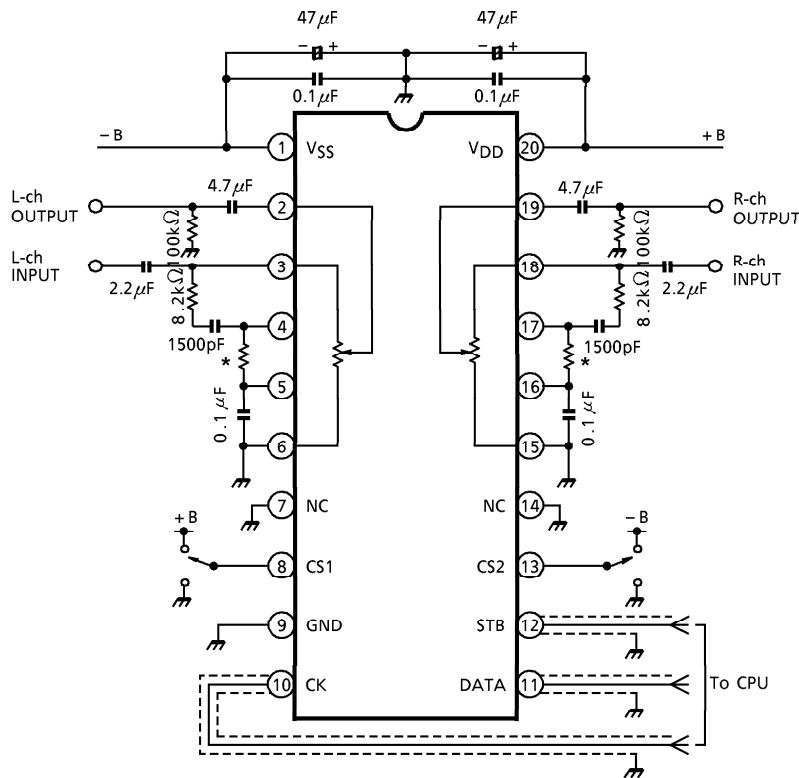 47μF 47μF
− + − +
0.1μF 0.1μF
− B + B
1 VSS VDD 20
L-ch OUTPUT 4.7μF 2 19 4.7μF R-ch OUTPUT
100kΩ 100kΩ
L-ch INPUT 3 18 R-ch INPUT
2.2μF 8.2kΩ 8.2kΩ 2.2μF
4 17
1500pF 1500pF
* *
5 16
0.1μF 0.1μF
6 15
7 NC NC 14
+ B − B
8 CS1 CS2 13
9 GND STB 12
10 CK DATA 11 To CPU